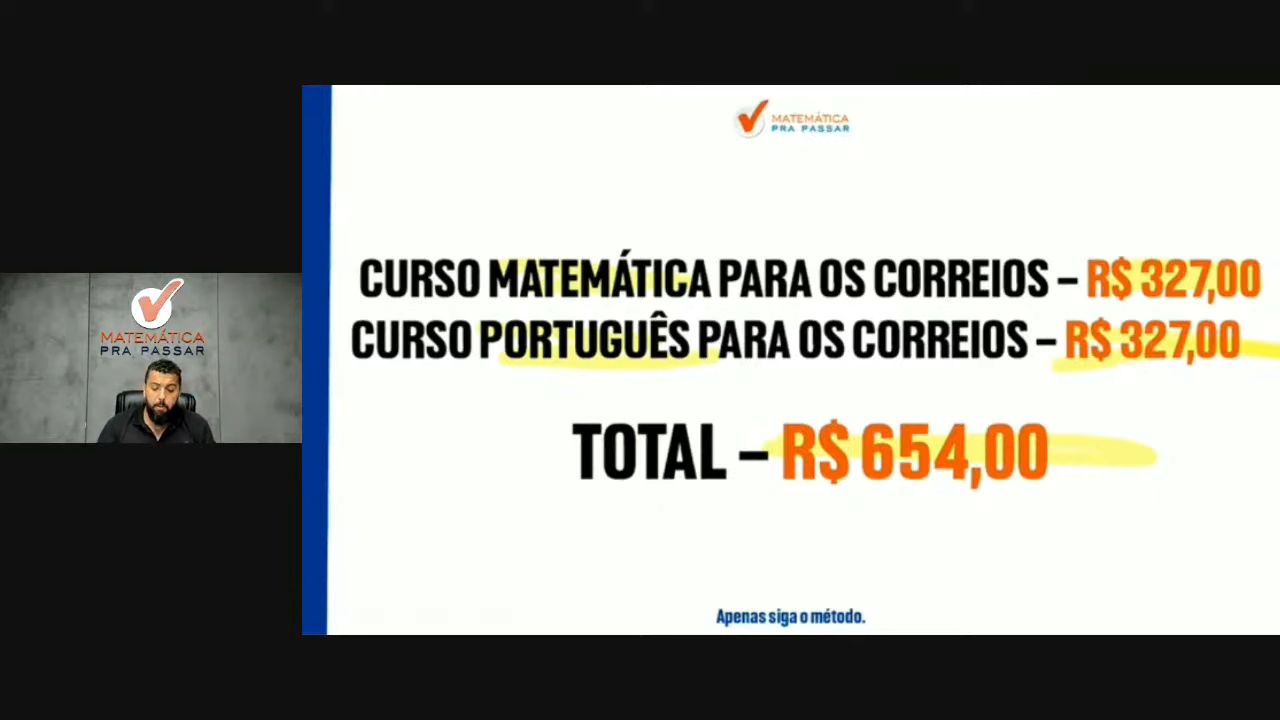 MATEMÁTICA
PRA PASSAR
CURSO MATEMÁTICA PARA OS CORREIOS – R$ 327,00
CURSO PORTUGUÊS PARA OS CORREIOS – R$ 327,00
TOTAL – R$ 654,00
Apenas siga o método.
MATEMÁTICA
PRA PASSAR